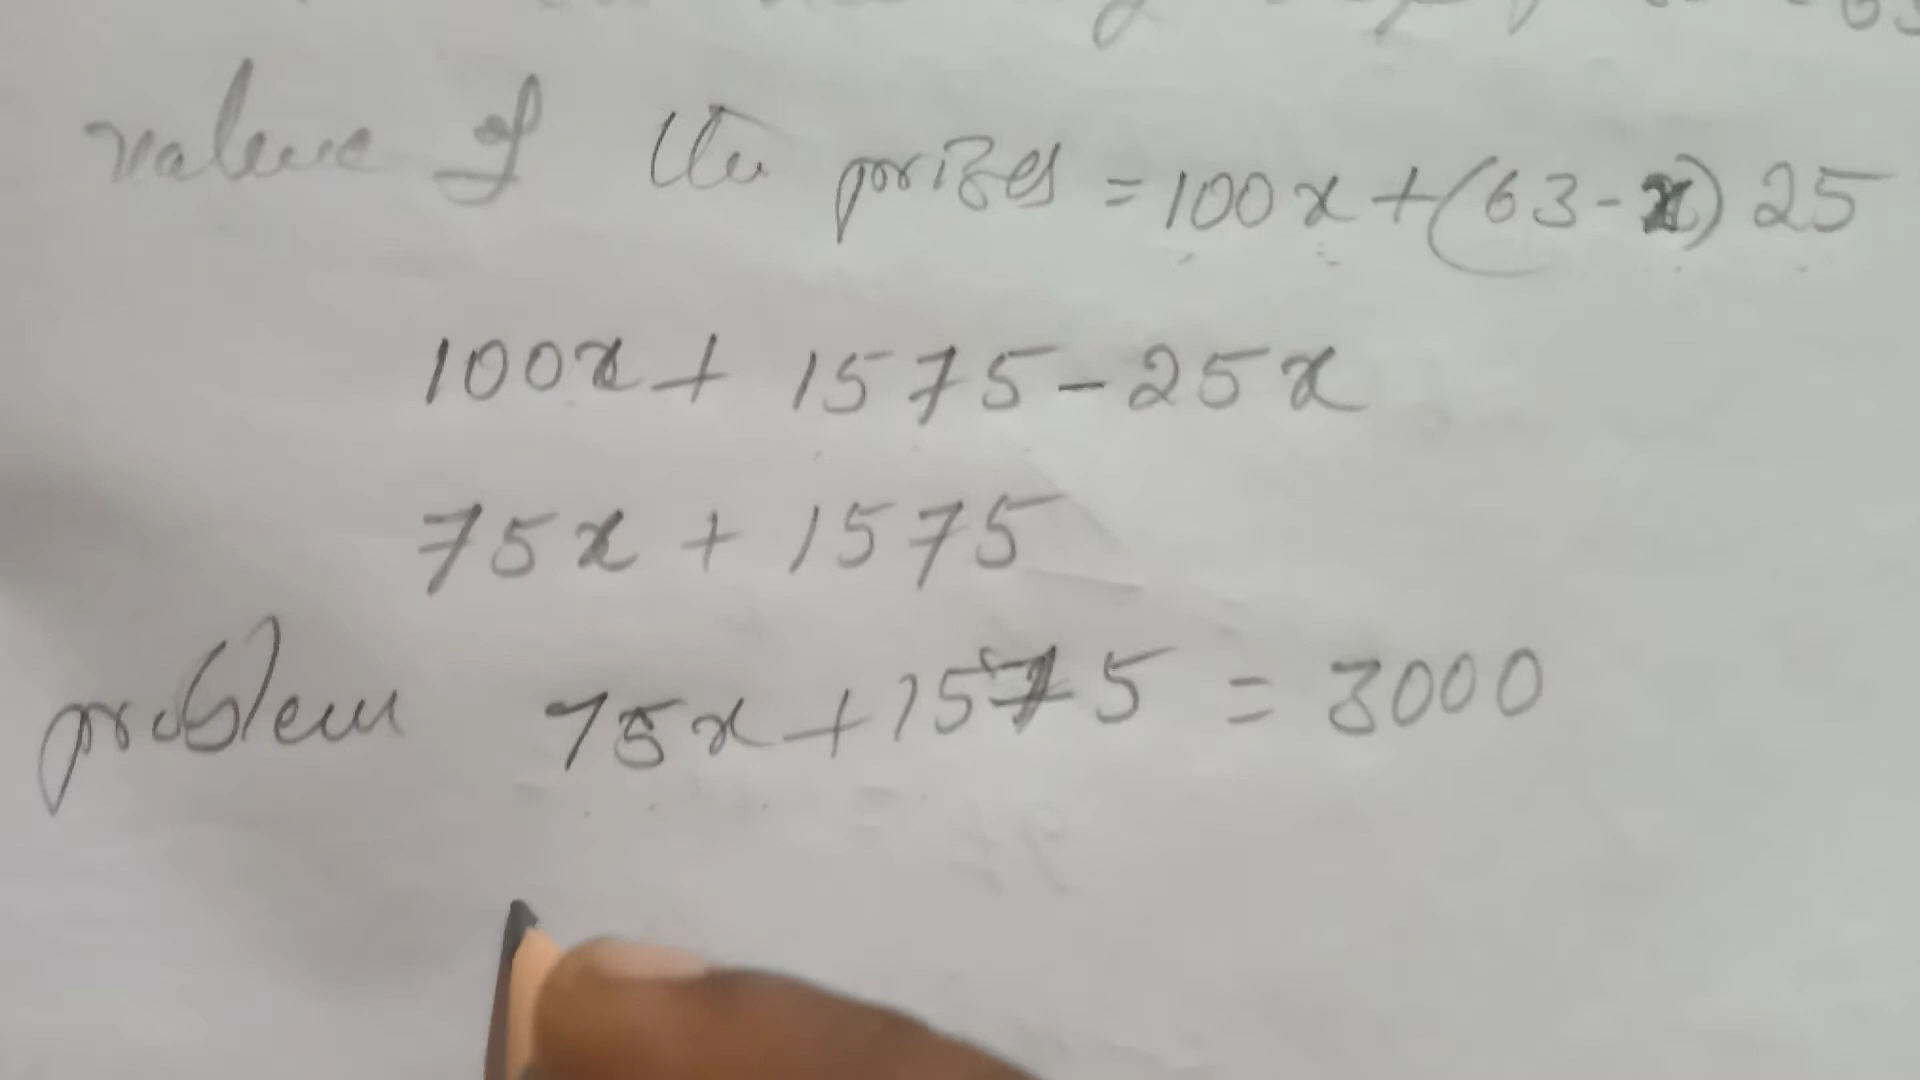 value of the prizes = 100x + (63 - x) 25
100x + 1575 - 25x
75x + 1575
problem 75x + 1575 = 3000